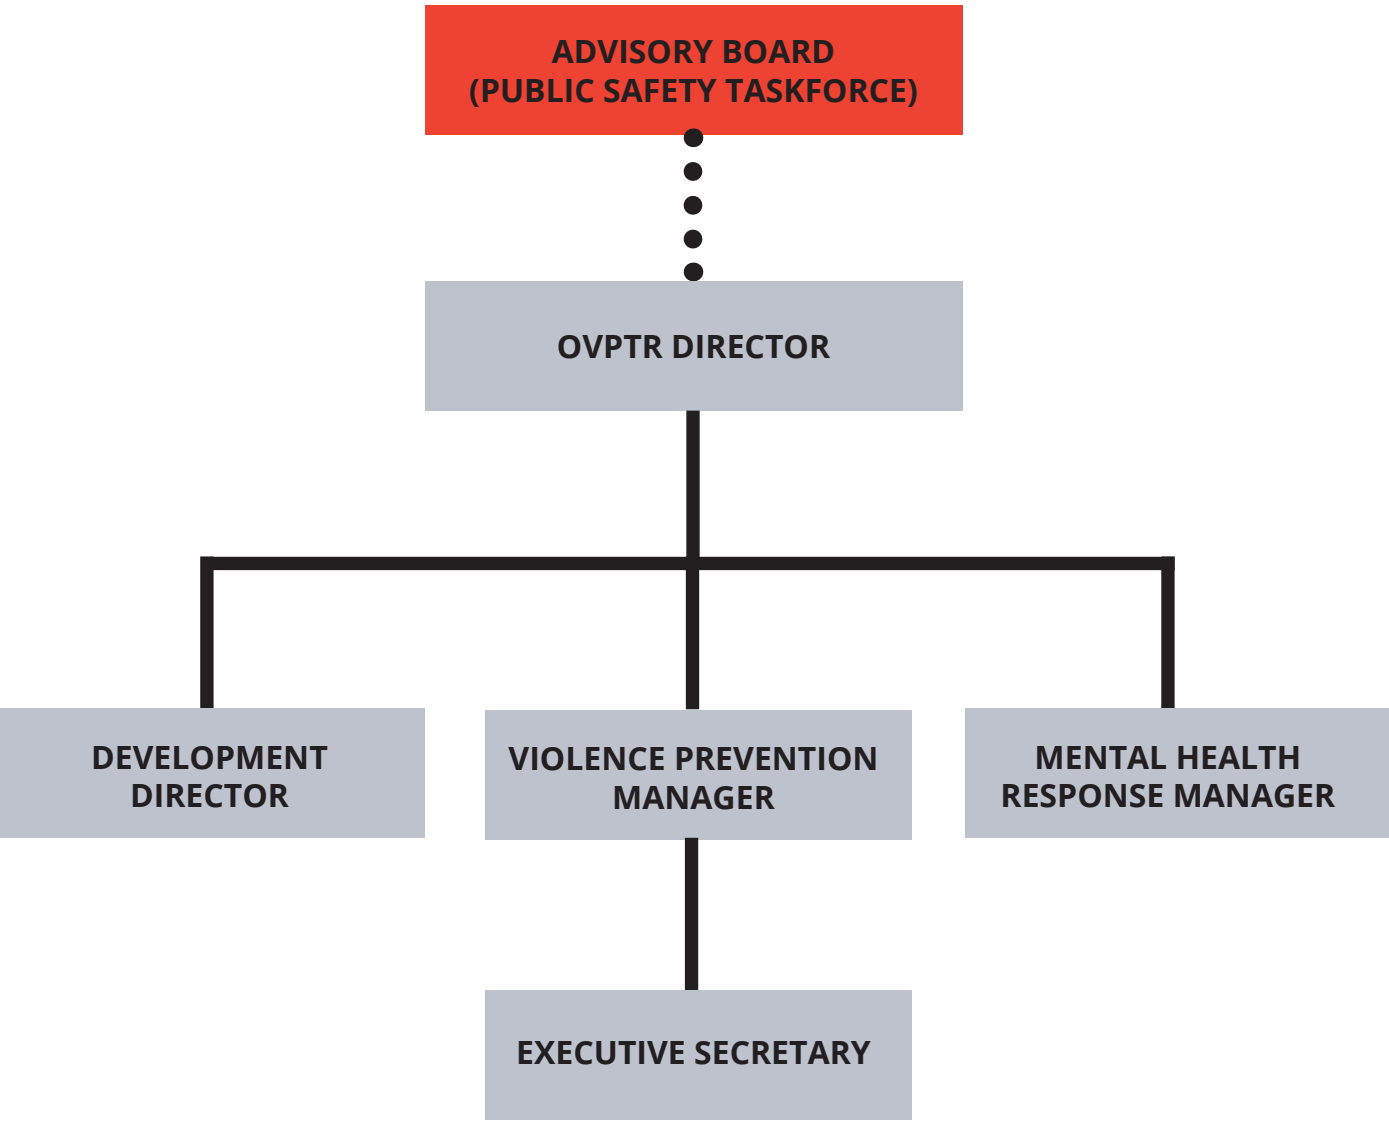 ADVISORY BOARD
(PUBLIC SAFETY TASKFORCE)
OVPTR DIRECTOR
DEVELOPMENT
DIRECTOR
VIOLENCE PREVENTION
MANAGER
MENTAL HEALTH
RESPONSE MANAGER
EXECUTIVE SECRETARY